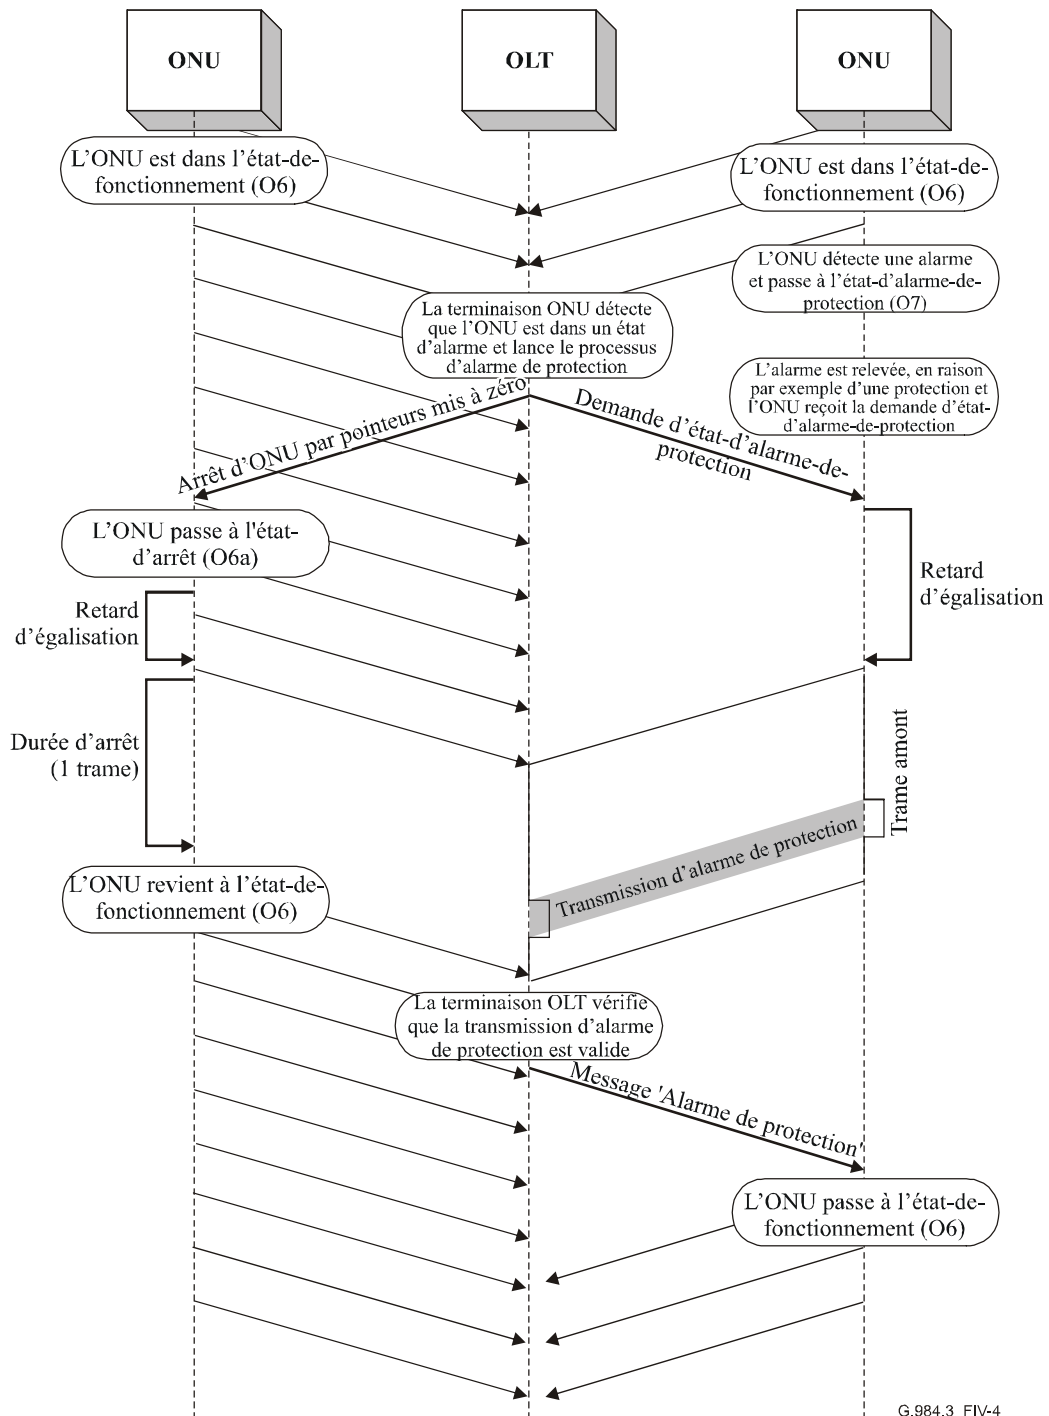 ONU
OLT
ONU
L'ONU est dans l'état-de-
fonctionnement (O6)
L'ONU est dans l'état-de-
fonctionnement (O6)
L'ONU détecte une alarme
et passe à l'état-d'alarme-de-
protection (O7)
La terminaison ONU détecte
que l'ONU est dans un état
d'alarme et lance le processus
d'alarme de protection
L'alarme est relevée, en raison
par exemple d'une protection et
l'ONU reçoit la demande d'état-
d'alarme-de-protection
Arrêt d'ONU par pointeurs mis à zéro
Demande d'état-d'alarme-de-
protection
L'ONU passe à l'état-
d'arrêt (O6a)
Retard
d'égalisation
Retard
d'égalisation
Durée d'arrêt
(1 trame)
Trame amont
Transmission d'alarme de protection
L'ONU revient à l'état-de-
fonctionnement (O6)
La terminaison OLT vérifie
que la transmission d'alarme
de protection est valide
Message 'Alarme de protection'
L'ONU passe à l'état-de-
fonctionnement (O6)
G.984.3_FIV-4